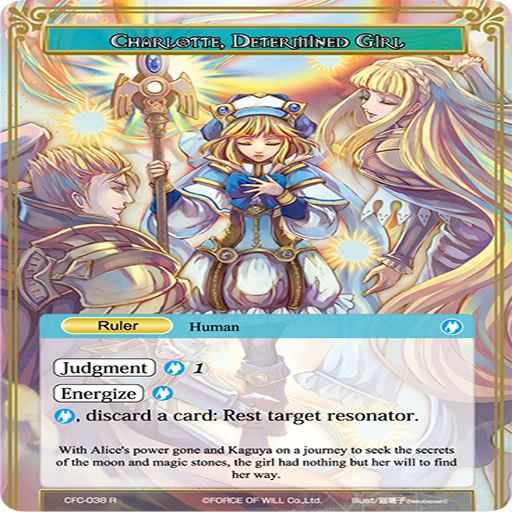 Charlotte, Determined Girl
Ruler Human
Judgment 1
Energize
, discard a card: Rest target resonator.
With Alice's power gone and Kaguya on a journey to seek the secrets
of the moon and magic stones, the girl had nothing but her will to find
her way.
CFC-038 R ©FORCE OF WILL Co.,Ltd. Illust/